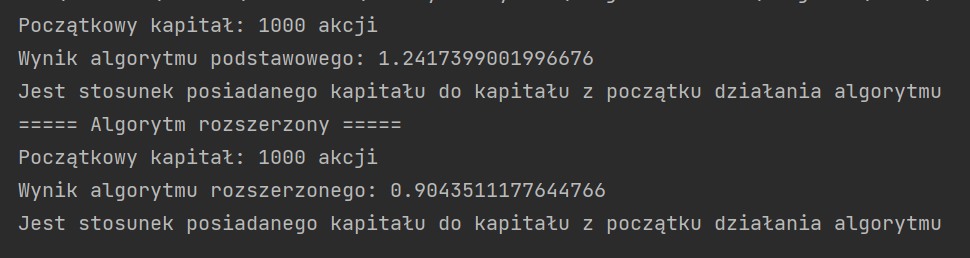 Początkowy kapitał: 1000 akcji
Wynik algorytmu podstawowego: 1.2417399001996676
Jest stosunek posiadanego kapitału do kapitału z początku działania algorytmu
===== Algorytm rozszerzony =====
Początkowy kapitał: 1000 akcji
Wynik algorytmu rozszerzonego: 0.9043511177644766
Jest stosunek posiadanego kapitału do kapitału z początku działania algorytmu